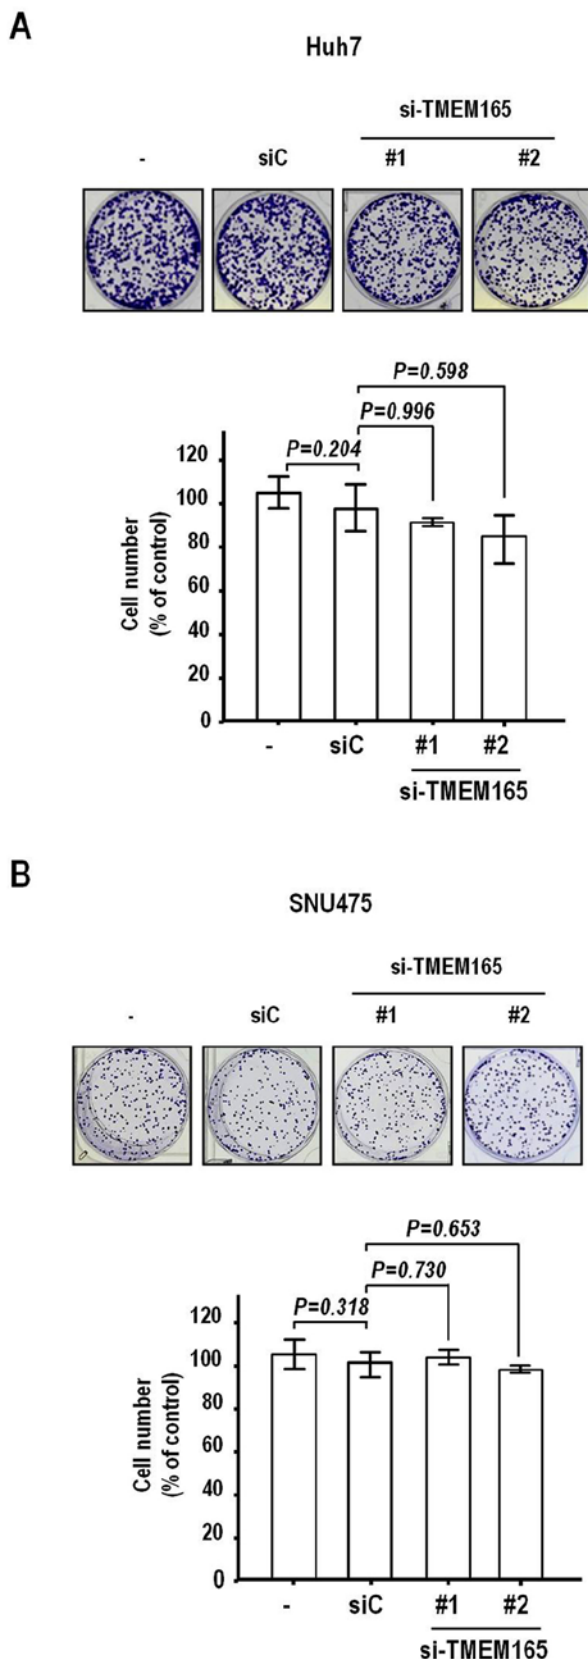 A
Huh7
si-TMEM165
- siC #1 #2
P=0.598
P=0.996
P=0.204
120
100
80
60
40
20
0
Cell number
(% of control)
- siC #1 #2
si-TMEM165
B
SNU475
si-TMEM165
- siC #1 #2
P=0.653
P=0.730
P=0.318
120
100
80
60
40
20
0
Cell number
(% of control)
- siC #1 #2
si-TMEM165